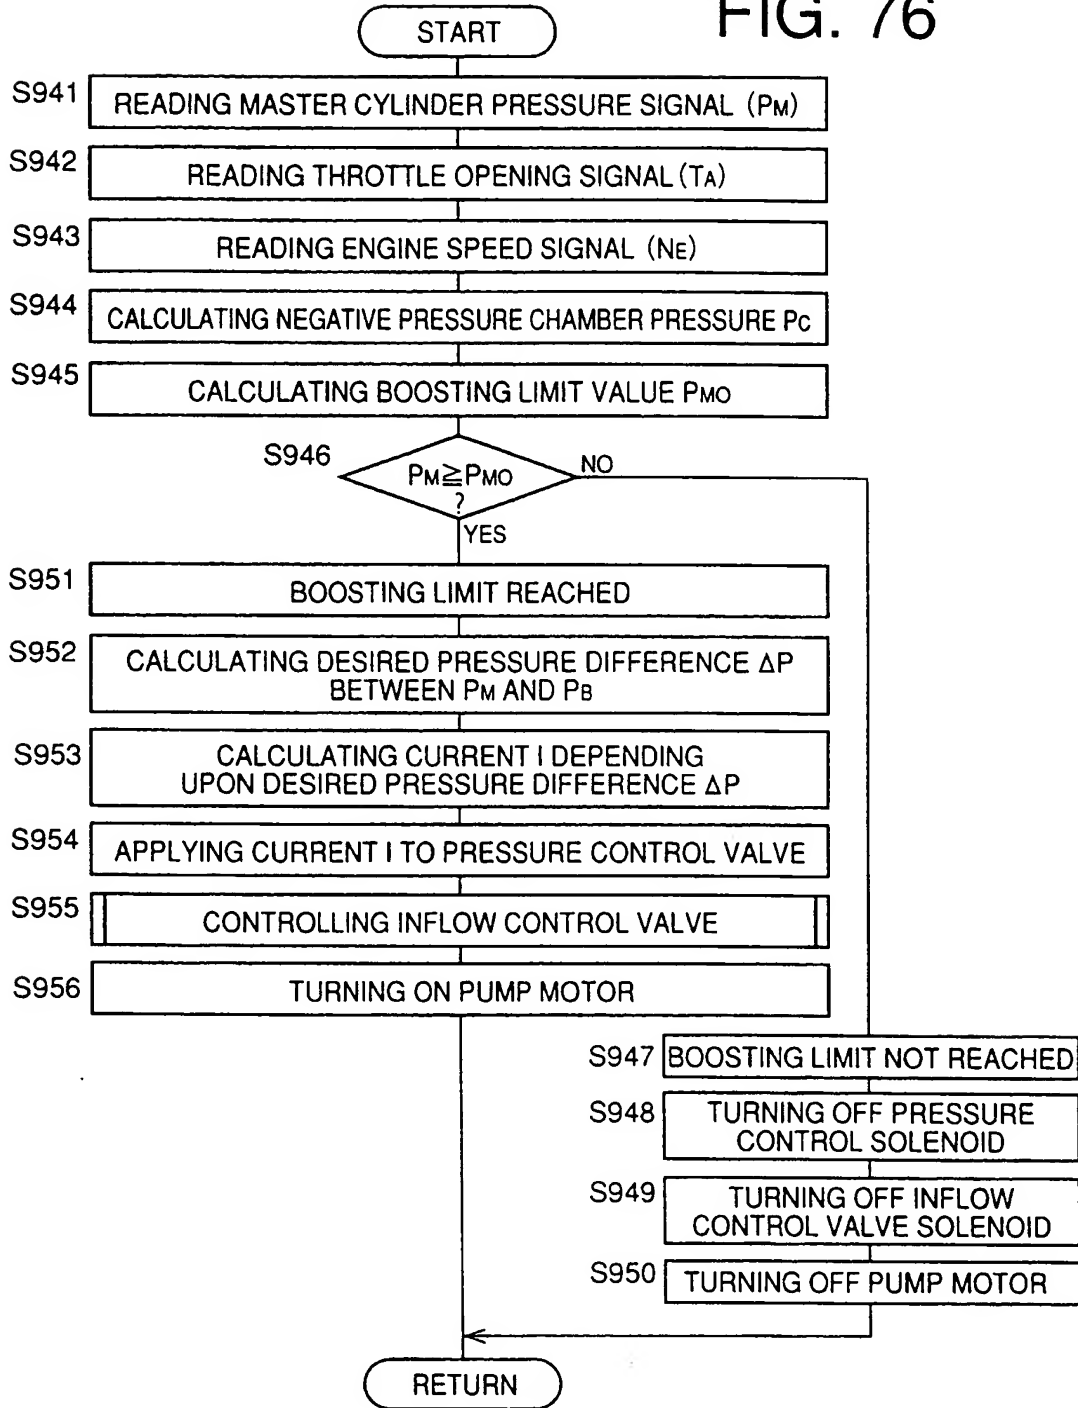 FIG. 76
START
S941
READING MASTER CYLINDER PRESSURE SIGNAL (PM)
S942
READING THROTTLE OPENING SIGNAL (TA)
S943
READING ENGINE SPEED SIGNAL (NE)
S944
CALCULATING NEGATIVE PRESSURE CHAMBER PRESSURE PC
S945
CALCULATING BOOSTING LIMIT VALUE PMO
S946
PM≧PMO
?
NO
YES
S951
BOOSTING LIMIT REACHED
S952
CALCULATING DESIRED PRESSURE DIFFERENCE ΔP
BETWEEN PM AND PB
S953
CALCULATING CURRENT I DEPENDING
UPON DESIRED PRESSURE DIFFERENCE ΔP
S954
APPLYING CURRENT I TO PRESSURE CONTROL VALVE
S955
CONTROLLING INFLOW CONTROL VALVE
S956
TURNING ON PUMP MOTOR
S947
BOOSTING LIMIT NOT REACHED
S948
TURNING OFF PRESSURE
CONTROL SOLENOID
S949
TURNING OFF INFLOW
CONTROL VALVE SOLENOID
S950
TURNING OFF PUMP MOTOR
RETURN